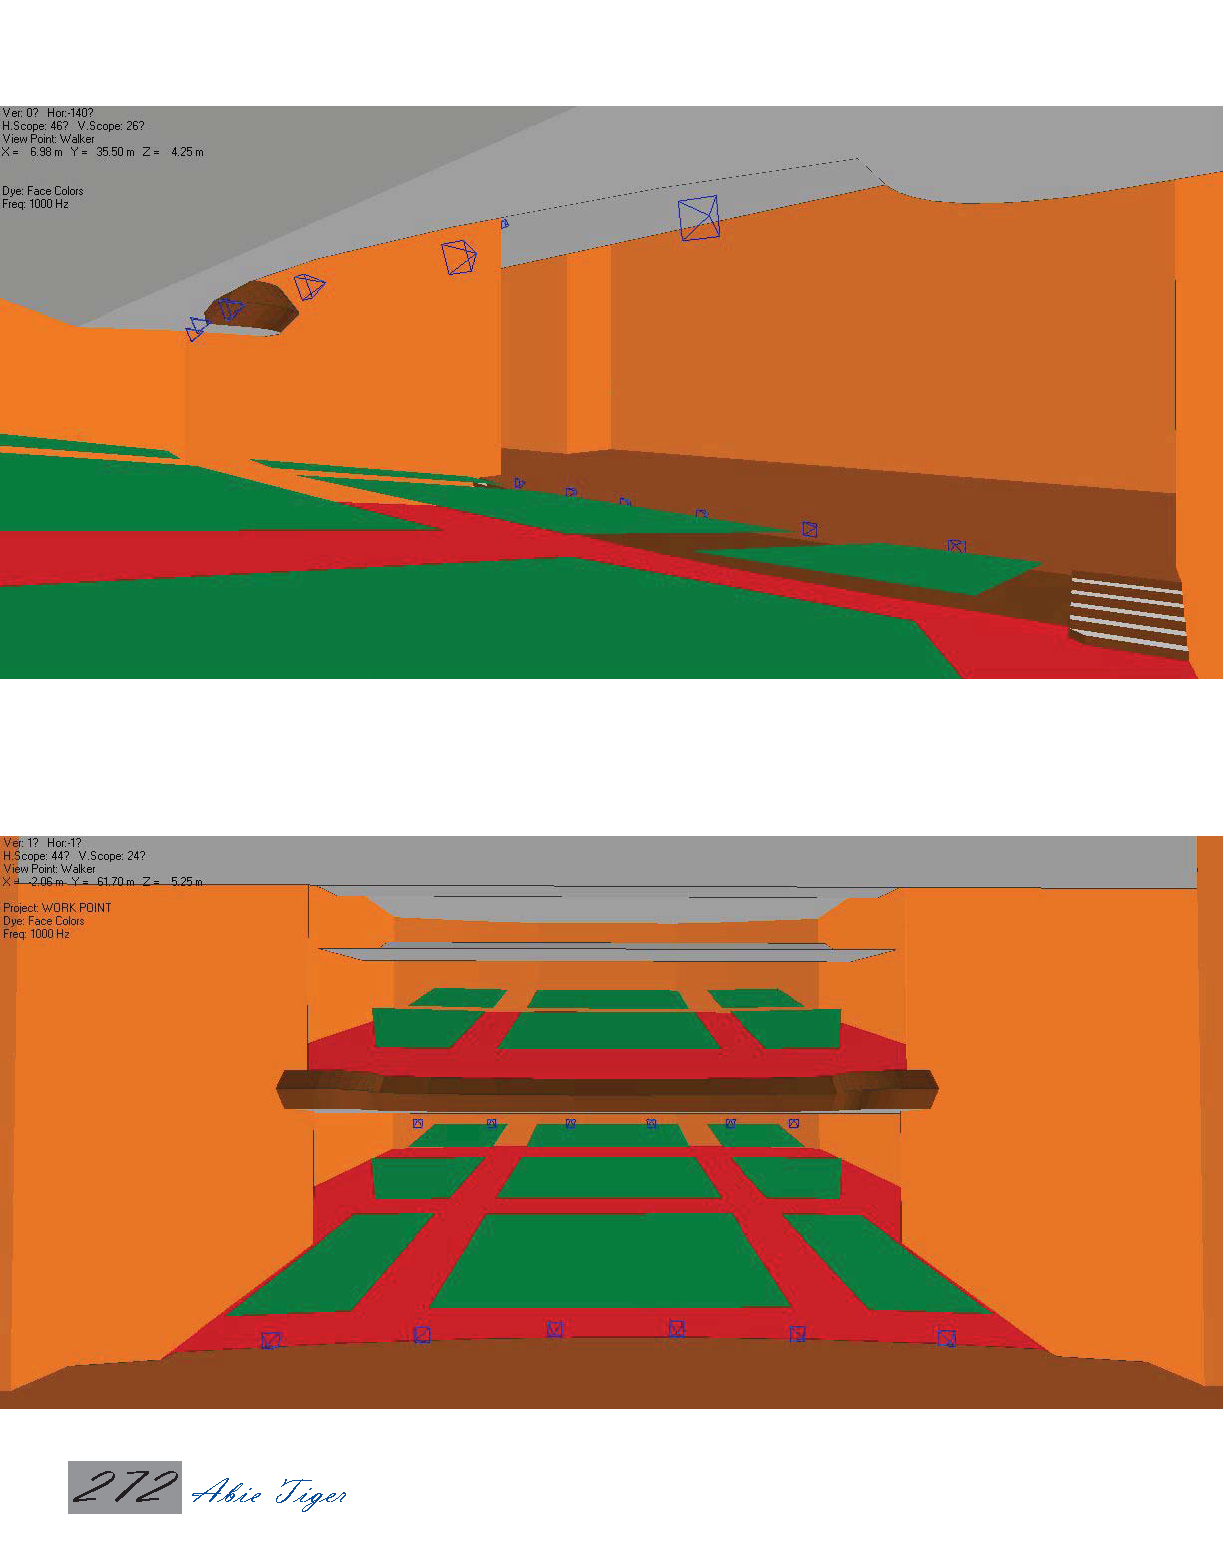 Ver: 0? Hor:-140?
H.Scope: 46? V.Scope: 26?
View Point: Walker
X = 6.98 m Y = 35.50 m Z = 4.25 m
Dye: Face Colors
Freq: 1000 Hz
Ver: 1? Hor:-1?
H.Scope: 44? V.Scope: 24?
View Point: Walker
X = -2.06 m Y = 61.70 m Z = 5.25 m
Project: WORK POINT
Dye: Face Colors
Freq: 1000 Hz
272 Abie Tiger